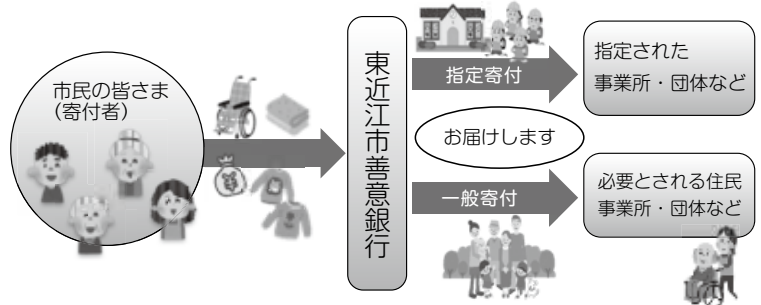 市民の皆さま
（寄付者）
東近江市善意銀行
指定寄付
お届けします
一般寄付
指定された
事業所・団体など
必要とされる住民
事業所・団体など